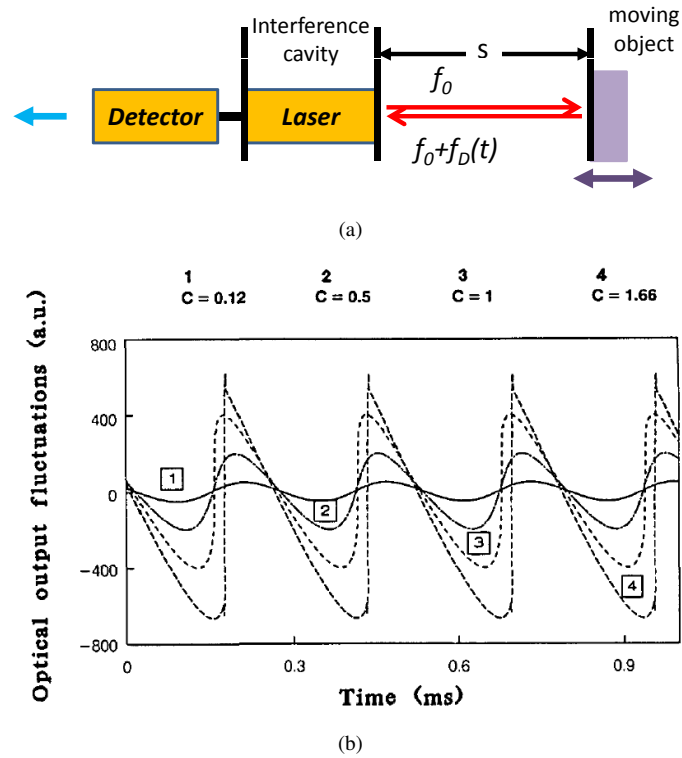 Interference
cavity
moving
object
S
f₀
Detector
Laser
f₀+f_D(t)
(a)
1 2 3 4
C = 0.12 C = 0.5 C = 1 C = 1.66
Optical output fluctuations (a.u.)
800
400
0
−400
−800
1
2
3
4
0 0.3 0.6 0.9
Time (ms)
(b)